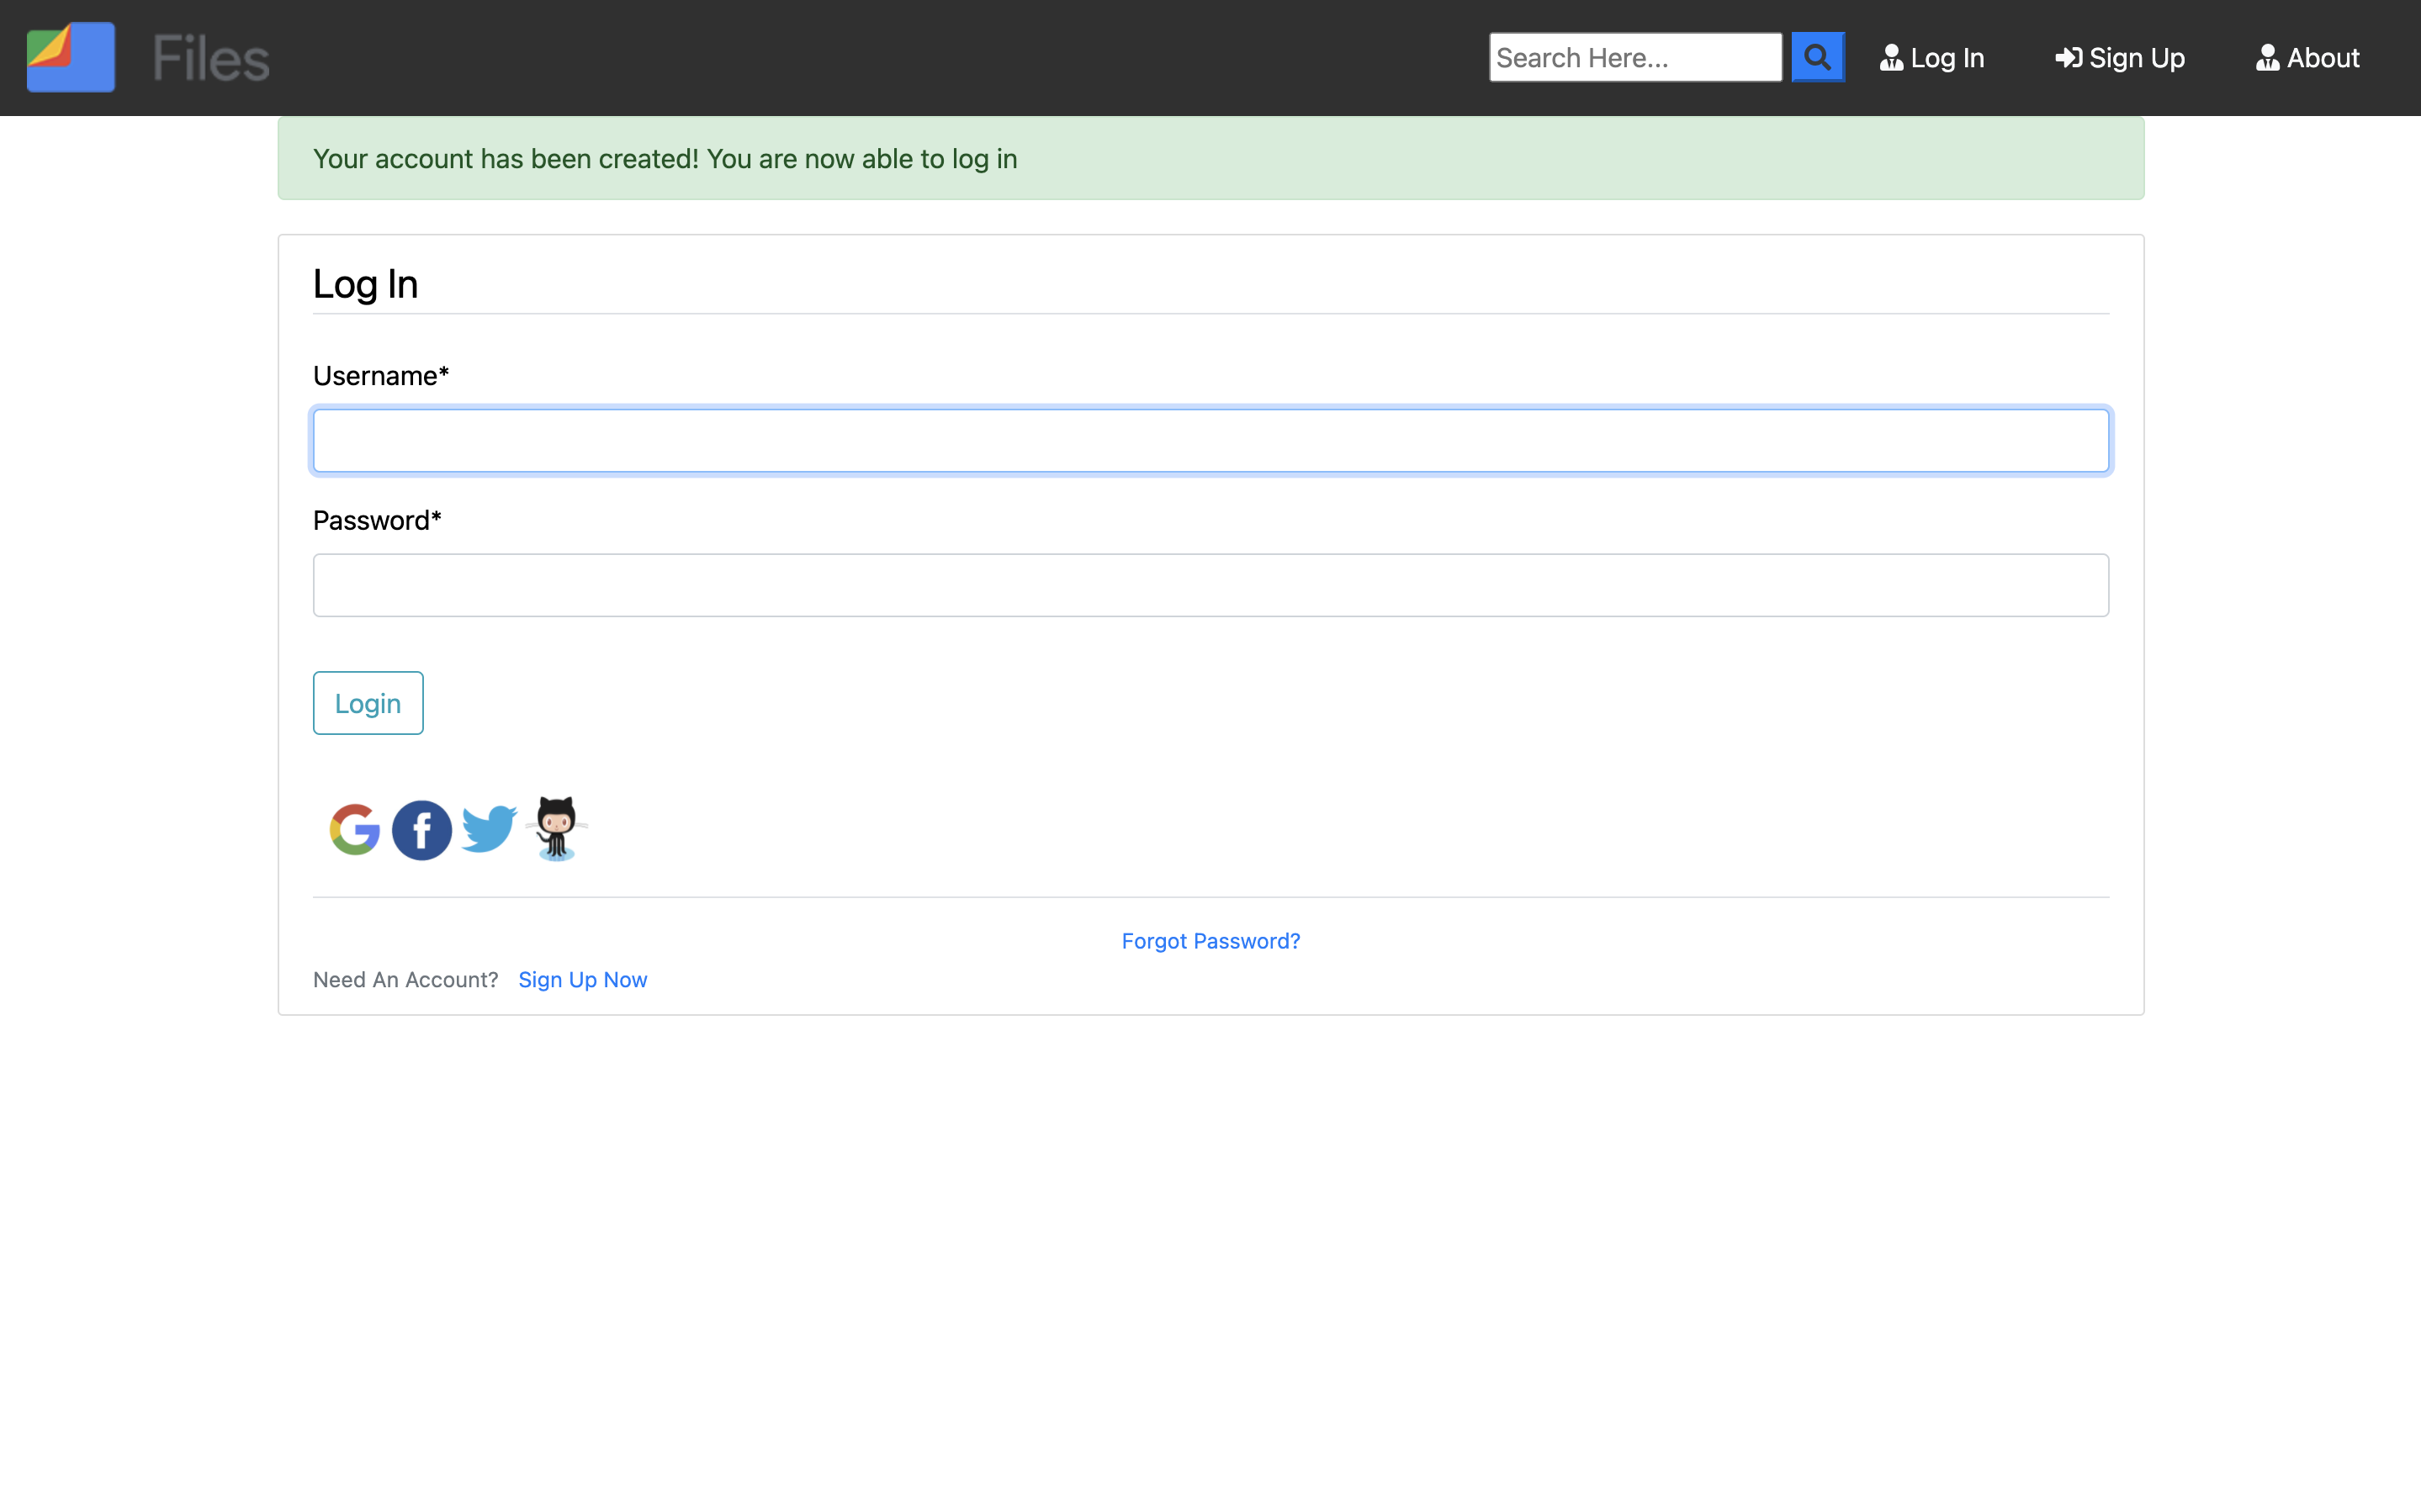 Files
Search Here...
Log In
Sign Up
About
Your account has been created! You are now able to log in
Log In
Username*
Password*
Login
Forgot Password?
Need An Account? Sign Up Now